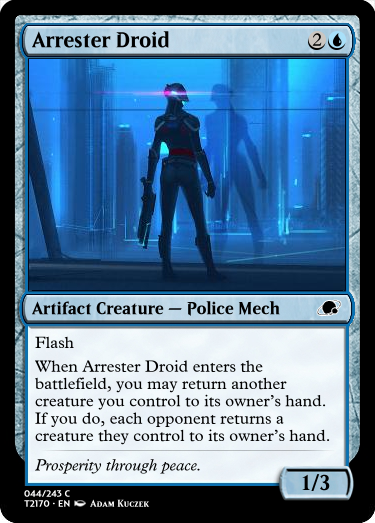 Arrester Droid 2
Artifact Creature — Police Mech
Flash
When Arrester Droid enters the
battlefield, you may return another
creature you control to its owner's hand.
If you do, each opponent returns a
creature they control to its owner's hand.
Prosperity through peace.
1/3
044/243 C
T2170 • EN Adam Kuczek